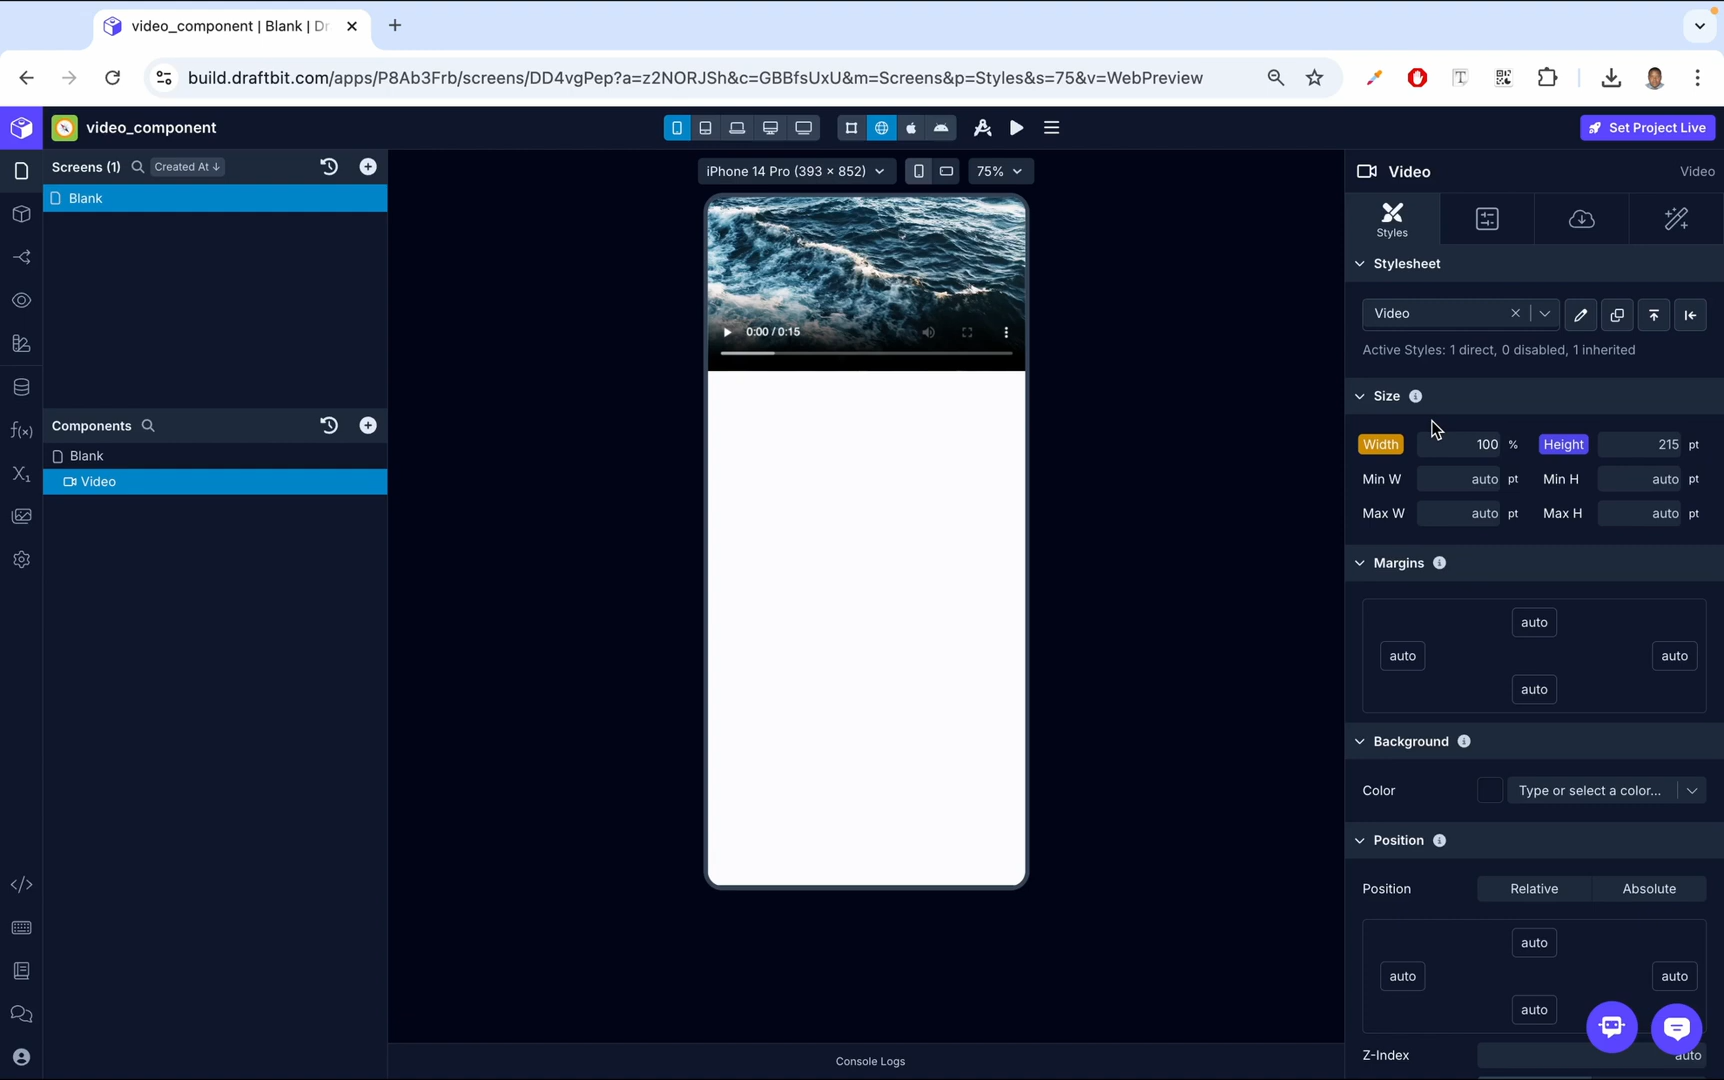 video_component | Blank | Dr
build.draftbit.com/apps/P8Ab3Frb/screens/DD4vgPep?a=z2NORJSh&c=GBBfsUxU&m=Screens&p=Styles&s=75&v=WebPreview
video_component
Set Project Live
Screens (1) Created At ↓
Blank
Components
Blank
Video
iPhone 14 Pro (393 × 852) 75%
0:00 / 0:15
Console Logs
Video Video
Styles
Stylesheet
Video
Active Styles: 1 direct, 0 disabled, 1 inherited
Size
Width 100 % Height 215 pt
Min W auto pt Min H auto pt
Max W auto pt Max H auto pt
Margins
auto
auto auto
auto
Background
Color Type or select a color...
Position
Position Relative Absolute
auto
auto auto
auto
Z-Index auto